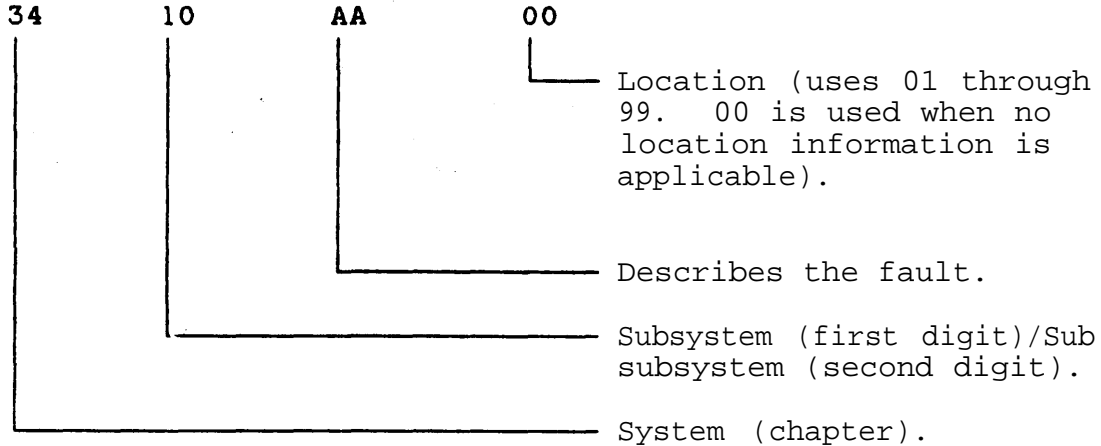 34 10 AA 00
Location (uses 01 through
99. 00 is used when no
location information is
applicable).
Describes the fault.
Subsystem (first digit)/Sub
subsystem (second digit).
System (chapter).